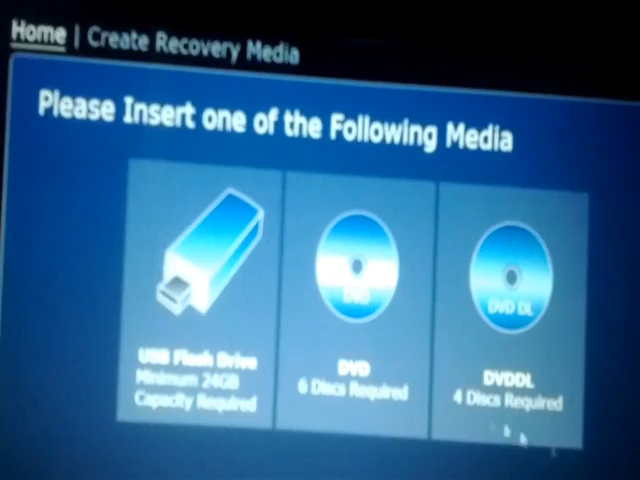 Home | Create Recovery Media
Please Insert one of the Following Media
DVD
DVD DL
USB Flash Drive
Minimum 24GB
Capacity Required
DVD
6 Discs Required
DVDDL
4 Discs Required